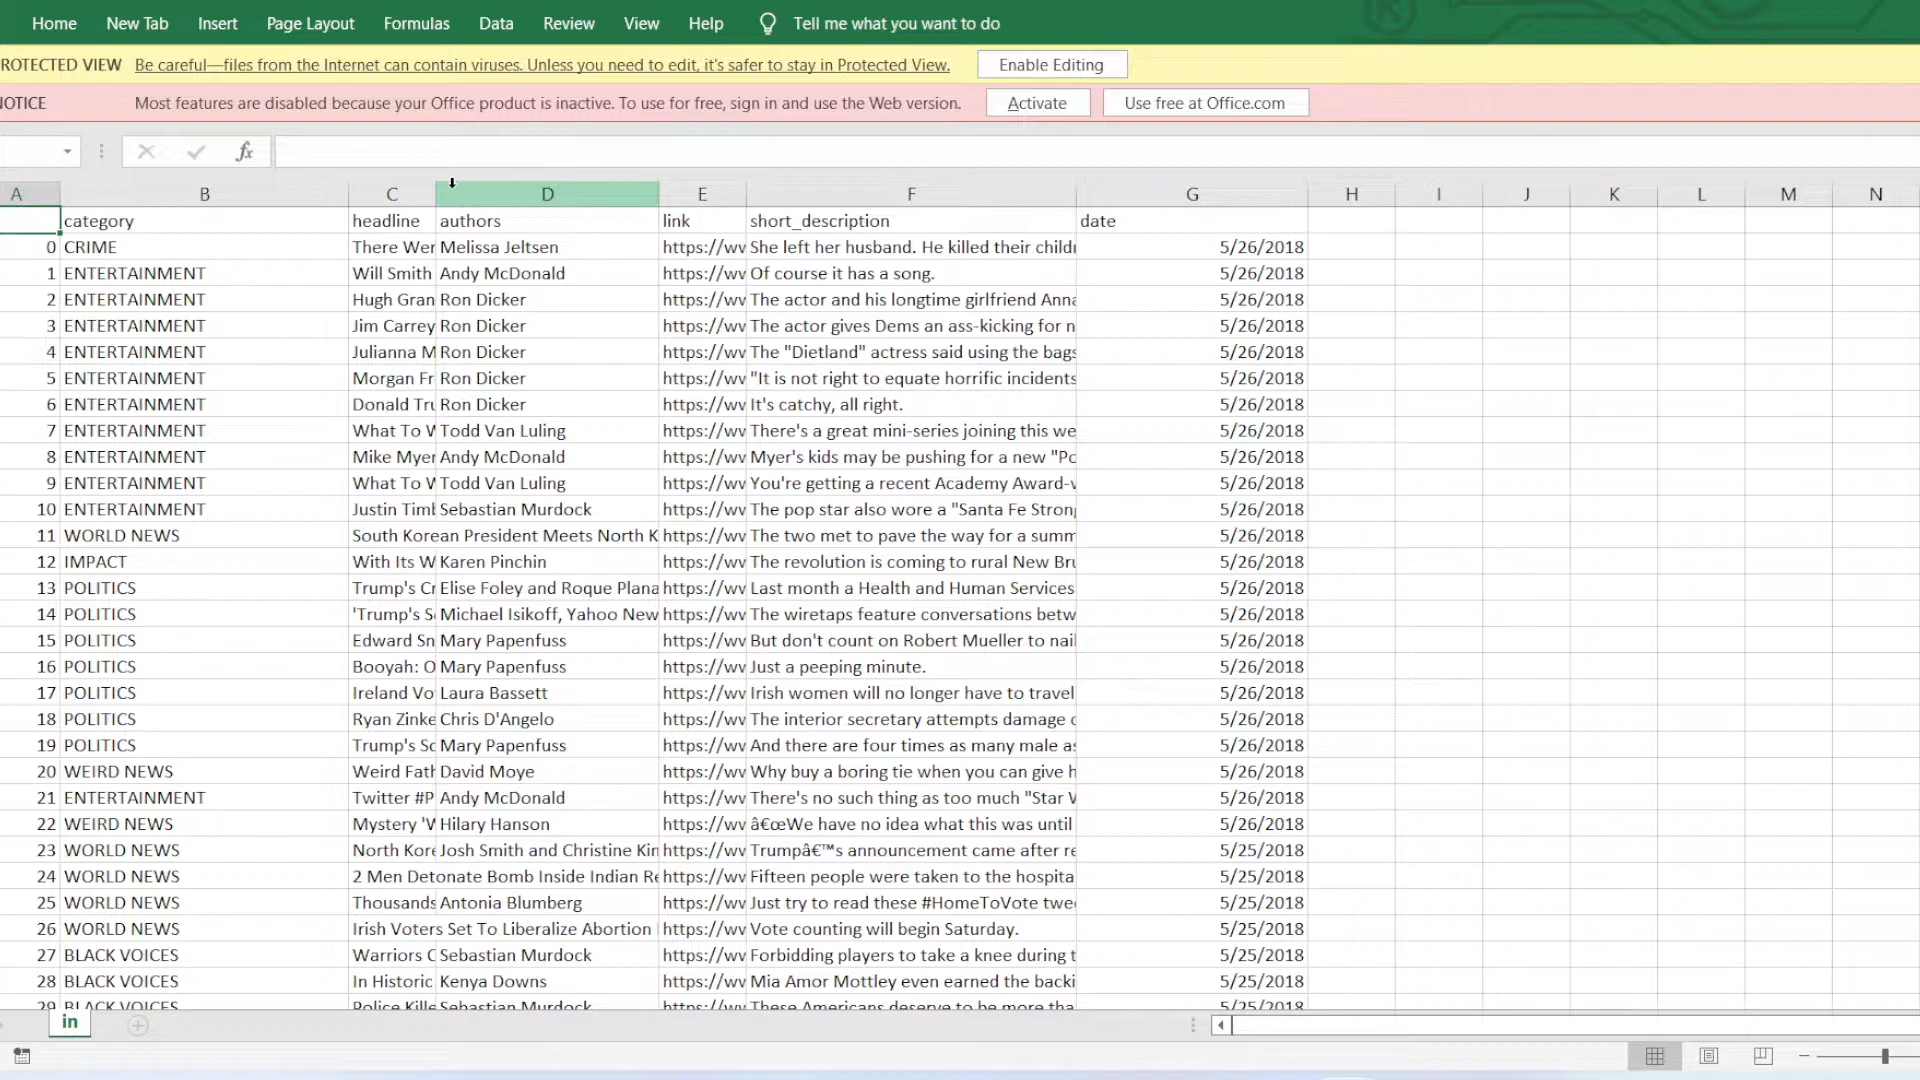 Home New Tab Insert Page Layout Formulas Data Review View Help Tell me what you want to do
ROTECTED VIEW Be careful—files from the Internet can contain viruses. Unless you need to edit, it's safer to stay in Protected View. Enable Editing
NOTICE Most features are disabled because your Office product is inactive. To use for free, sign in and use the Web version. Activate Use free at Office.com
fx
A B C D E F G H I J K L M N
category headline authors link short_description date
0 CRIME There Wer Melissa Jeltsen https://wv She left her husband. He killed their childr 5/26/2018
1 ENTERTAINMENT Will Smith Andy McDonald https://wv Of course it has a song. 5/26/2018
2 ENTERTAINMENT Hugh Gran Ron Dicker https://wv The actor and his longtime girlfriend Anna 5/26/2018
3 ENTERTAINMENT Jim Carrey Ron Dicker https://wv The actor gives Dems an ass-kicking for n 5/26/2018
4 ENTERTAINMENT Julianna M Ron Dicker https://wv The "Dietland" actress said using the bags 5/26/2018
5 ENTERTAINMENT Morgan Fr Ron Dicker https://wv "It is not right to equate horrific incidents 5/26/2018
6 ENTERTAINMENT Donald Tru Ron Dicker https://wv It's catchy, all right. 5/26/2018
7 ENTERTAINMENT What To W Todd Van Luling https://wv There's a great mini-series joining this we 5/26/2018
8 ENTERTAINMENT Mike Myer Andy McDonald https://wv Myer's kids may be pushing for a new "Po 5/26/2018
9 ENTERTAINMENT What To W Todd Van Luling https://wv You're getting a recent Academy Award-v 5/26/2018
10 ENTERTAINMENT Justin Timb Sebastian Murdock https://wv The pop star also wore a "Santa Fe Strong 5/26/2018
11 WORLD NEWS South Korean President Meets North K https://wv The two met to pave the way for a summ 5/26/2018
12 IMPACT With Its W Karen Pinchin https://wv The revolution is coming to rural New Bru 5/26/2018
13 POLITICS Trump's Cr Elise Foley and Roque Plana https://wv Last month a Health and Human Services 5/26/2018
14 POLITICS 'Trump's So Michael Isikoff, Yahoo New https://wv The wiretaps feature conversations betw 5/26/2018
15 POLITICS Edward Sn Mary Papenfuss https://wv But don't count on Robert Mueller to nail 5/26/2018
16 POLITICS Booyah: O Mary Papenfuss https://wv Just a peeping minute. 5/26/2018
17 POLITICS Ireland Vo Laura Bassett https://wv Irish women will no longer have to travel 5/26/2018
18 POLITICS Ryan Zinke Chris D'Angelo https://wv The interior secretary attempts damage c 5/26/2018
19 POLITICS Trump's Sc Mary Papenfuss https://wv And there are four times as many male as 5/26/2018
20 WEIRD NEWS Weird Fath David Moye https://wv Why buy a boring tie when you can give h 5/26/2018
21 ENTERTAINMENT Twitter #P Andy McDonald https://wv There's no such thing as too much "Star W 5/26/2018
22 WEIRD NEWS Mystery 'W Hilary Hanson https://wv â€œWe have no idea what this was until 5/26/2018
23 WORLD NEWS North Kore Josh Smith and Christine Kim https://wv Trumpâ€™s announcement came after re 5/25/2018
24 WORLD NEWS 2 Men Detonate Bomb Inside Indian Re https://wv Fifteen people were taken to the hospita 5/25/2018
25 WORLD NEWS Thousands Antonia Blumberg https://wv Just try to read these #HomeToVote twee 5/25/2018
26 WORLD NEWS Irish Voters Set To Liberalize Abortion https://wv Vote counting will begin Saturday. 5/25/2018
27 BLACK VOICES Warriors C Sebastian Murdock https://wv Forbidding players to take a knee during t 5/25/2018
28 BLACK VOICES In Historic Kenya Downs https://wv Mia Amor Mottley even earned the backi 5/25/2018
29 BLACK VOICES Police Kille Sebastian Murdock https://wv These Americans deserve to be more tha 5/25/2018
in